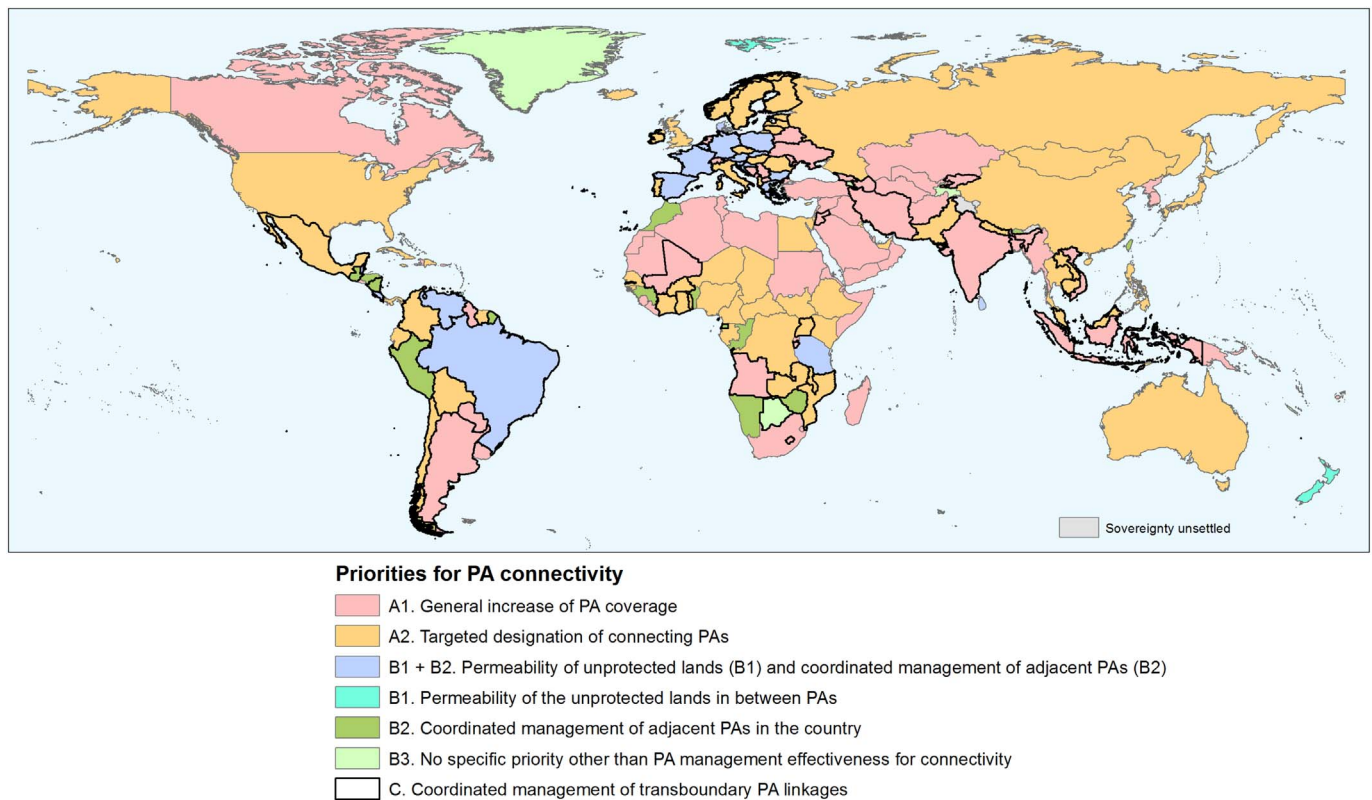 Sovereignty unsettled
Priorities for PA connectivity
A1. General increase of PA coverage
A2. Targeted designation of connecting PAs
B1 + B2. Permeability of unprotected lands (B1) and coordinated management of adjacent PAs (B2)
B1. Permeability of the unprotected lands in between PAs
B2. Coordinated management of adjacent PAs in the country
B3. No specific priority other than PA management effectiveness for connectivity
C. Coordinated management of transboundary PA linkages